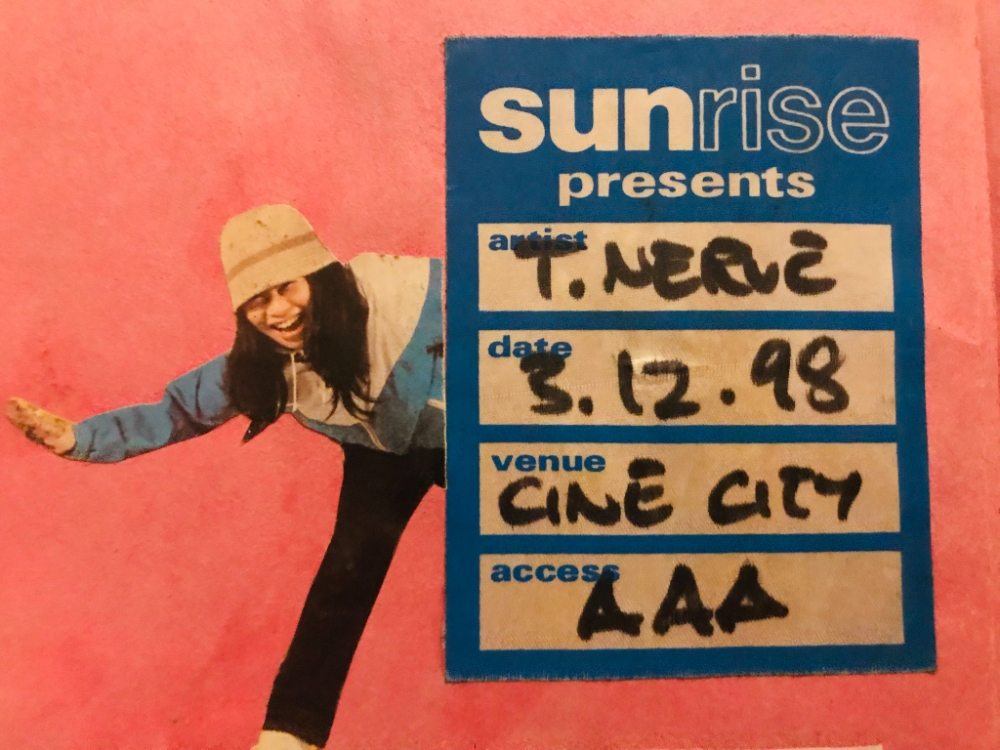 sunrise
presents
artist
T. NERVE
date
3.12.98
venue
CINE CITY
access
AAA